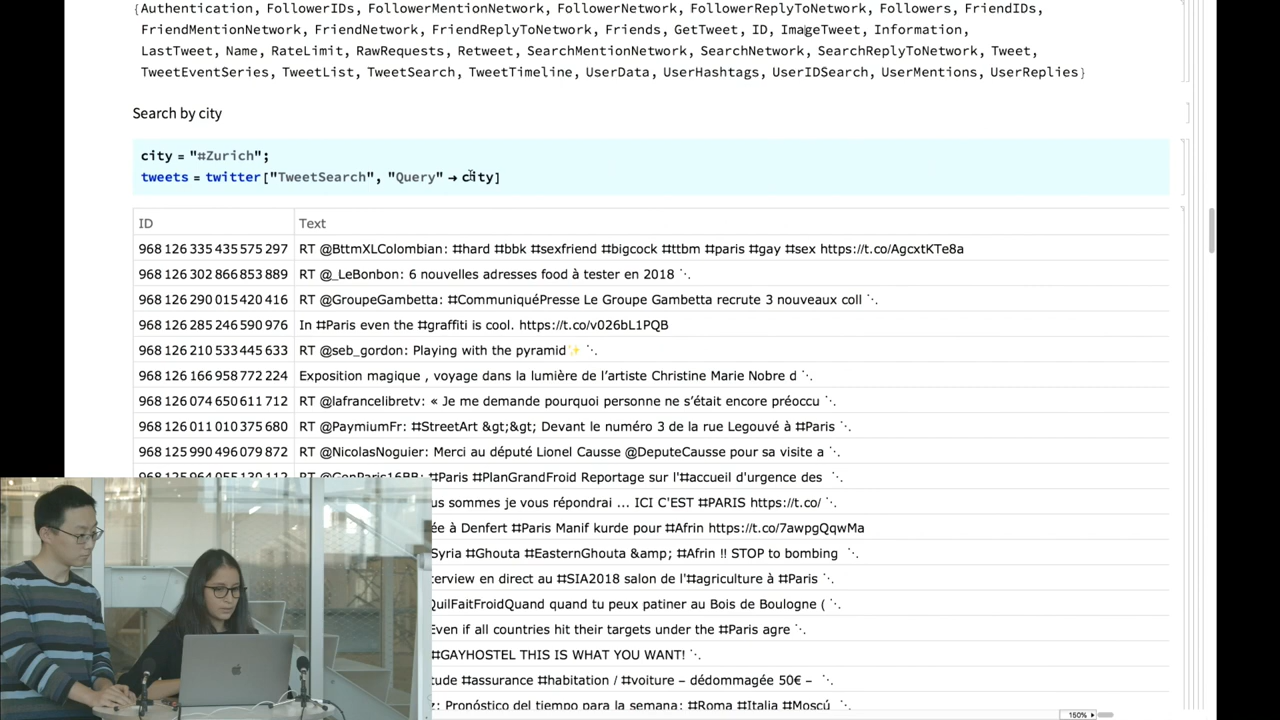 {Authentication, FollowerIDs, FollowerMentionNetwork, FollowerNetwork, FollowerReplyToNetwork, Followers, FriendIDs,
FriendMentionNetwork, FriendNetwork, FriendReplyToNetwork, Friends, GetTweet, ID, ImageTweet, Information,
LastTweet, Name, RateLimit, RawRequests, Retweet, SearchMentionNetwork, SearchNetwork, SearchReplyToNetwork, Tweet,
TweetEventSeries, TweetList, TweetSearch, TweetTimeline, UserData, UserHashtags, UserIDSearch, UserMentions, UserReplies}
Search by city
city = "#Zurich";
tweets = twitter["TweetSearch", "Query" → city]
ID Text
968 126 335 435 575 297 RT @BttmXLColombian: #hard #bbk #sexfriend #bigcock #ttbm #paris #gay #sex https://t.co/AgcxtKTe8a
968 126 302 866 853 889 RT @_LeBonbon: 6 nouvelles adresses food à tester en 2018 ⋱
968 126 290 015 420 416 RT @GroupeGambetta: #CommuniquéPresse Le Groupe Gambetta recrute 3 nouveaux coll ⋱
968 126 285 246 590 976 In #Paris even the #graffiti is cool. https://t.co/v026bL1PQB
968 126 210 533 445 633 RT @seb_gordon: Playing with the pyramid✨ ⋱
968 126 166 958 772 224 Exposition magique , voyage dans la lumière de l’artiste Christine Marie Nobre d ⋱
968 126 074 650 611 712 RT @lafrancelibretv: « Je me demande pourquoi personne ne s’était encore préoccu ⋱
968 126 011 010 375 680 RT @PaymiumFr: #StreetArt &gt;&gt; Devant le numéro 3 de la rue Legouvé à #Paris ⋱
968 125 990 496 079 872 RT @NicolasNoguier: Merci au député Lionel Causse @DeputeCausse pour sa visite a ⋱
968 125 964 055 130 112 RT @GenParis16BB: #Paris #PlanGrandFroid Reportage sur l'#accueil d'urgence des ⋱
us sommes je vous répondrai ... ICI C'EST #PARIS https://t.co/ ⋱
ée à Denfert #Paris Manif kurde pour #Afrin https://t.co/7awpgQqwMa
Syria #Ghouta #EasternGhouta &amp; #Afrin !! STOP to bombing ⋱
terview en direct au #SIA2018 salon de l'#agriculture à #Paris ⋱
QuilFaitFroidQuand quand tu peux patiner au Bois de Boulogne ( ⋱
Even if all countries hit their targets under the #Paris agre ⋱
#GAYHOSTEL THIS IS WHAT YOU WANT! ⋱
tude #assurance #habitation / #voiture – dédommagée 50€ – ⋱
z: Pronóstico del tiempo para la semana: #Roma #Italia #Moscú ⋱
150%